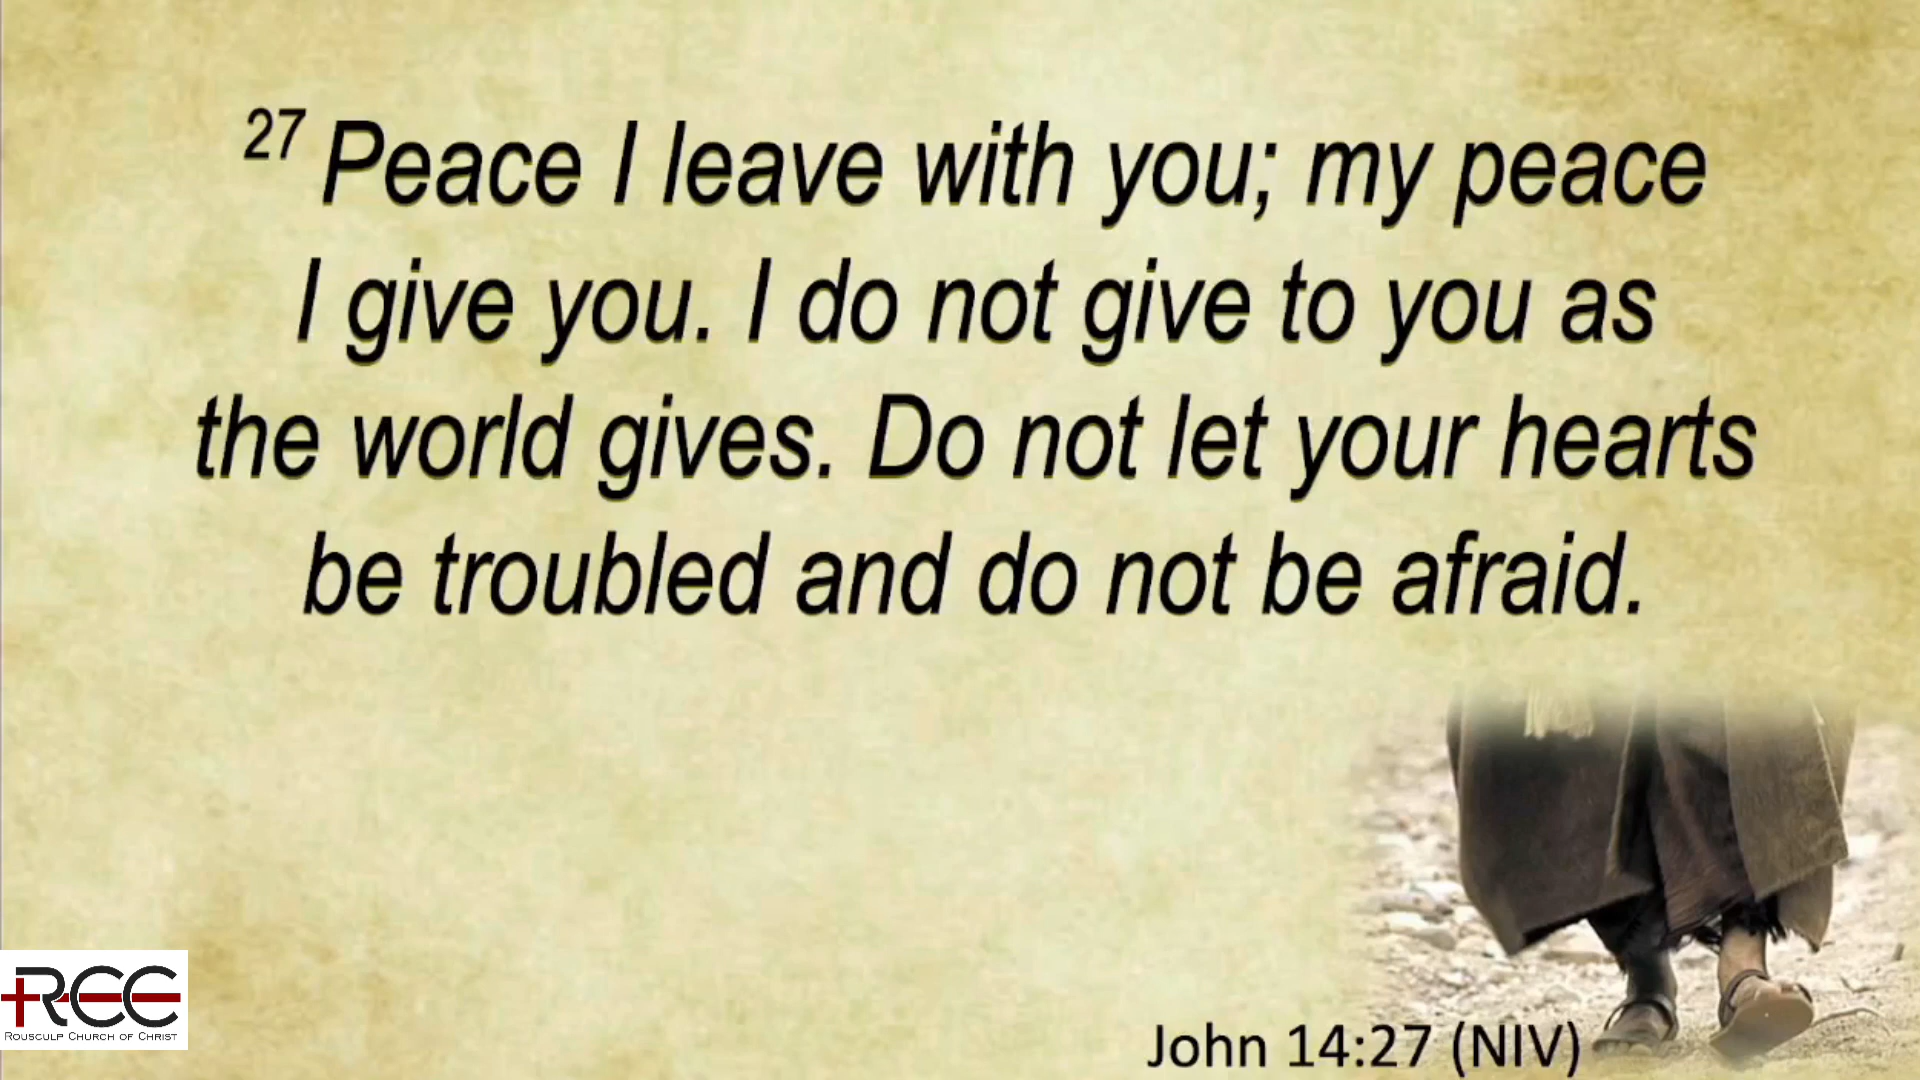 27 Peace I leave with you; my peace
I give you. I do not give to you as
the world gives. Do not let your hearts
be troubled and do not be afraid.
RCC
Rousculp Church of Christ
John 14:27 (NIV)